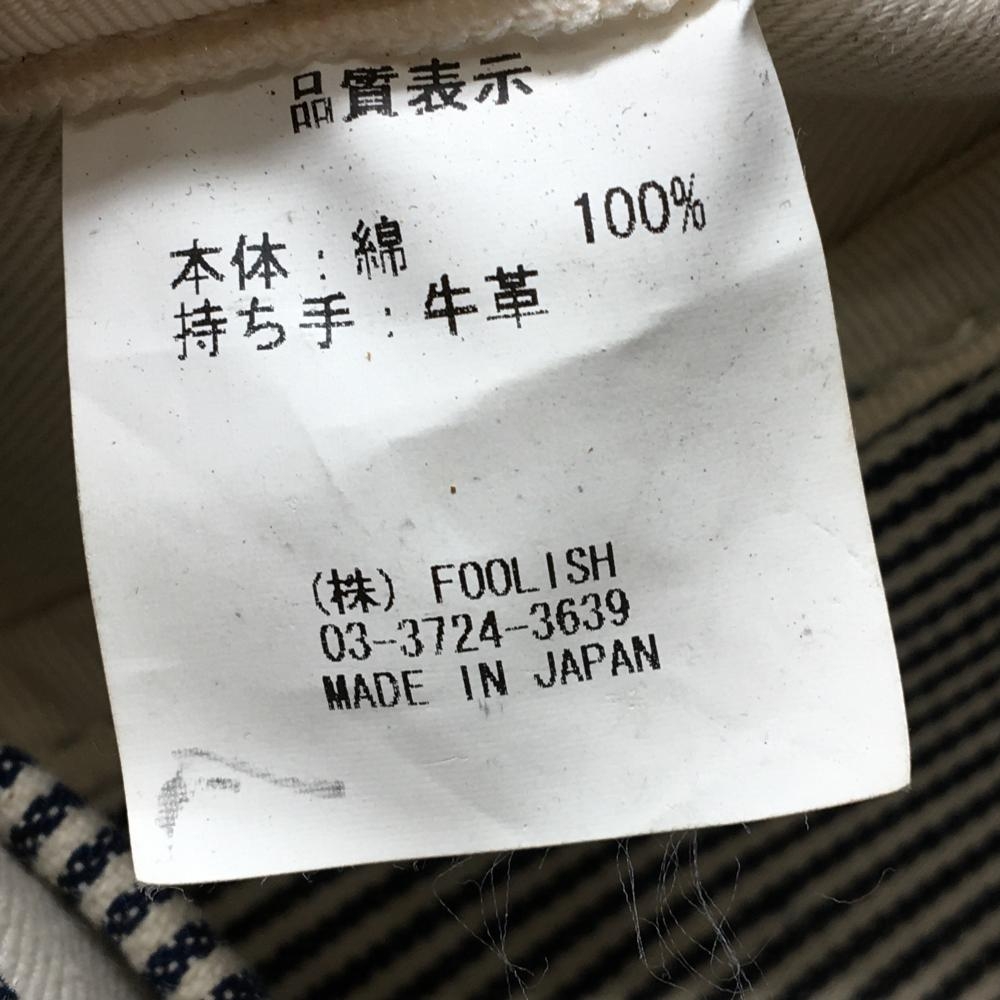 品質表示
本体：綿 100%
持ち手：牛革
(株) FOOLISH
03-3724-3639
MADE IN JAPAN